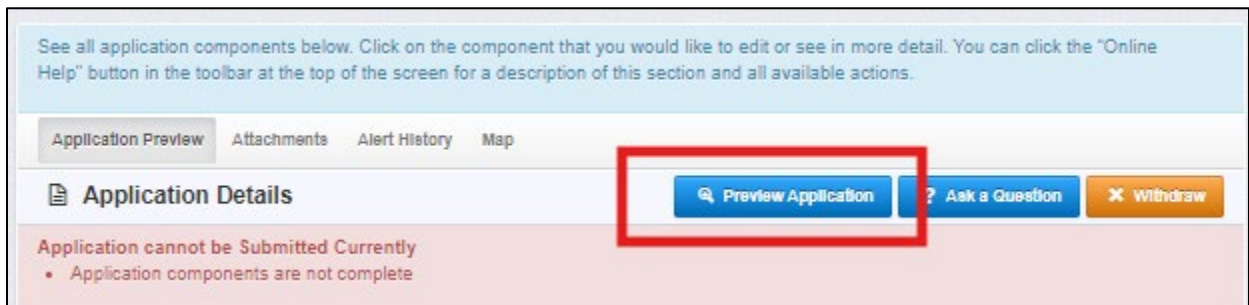 See all application components below. Click on the component that you would like to edit or see in more detail. You can click the "Online
Help" button in the toolbar at the top of the screen for a description of this section and all available actions.
Application Preview Attachments Alert History Map
Application Details Preview Application ? Ask a Question Withdraw
Application cannot be Submitted Currently
• Application components are not complete